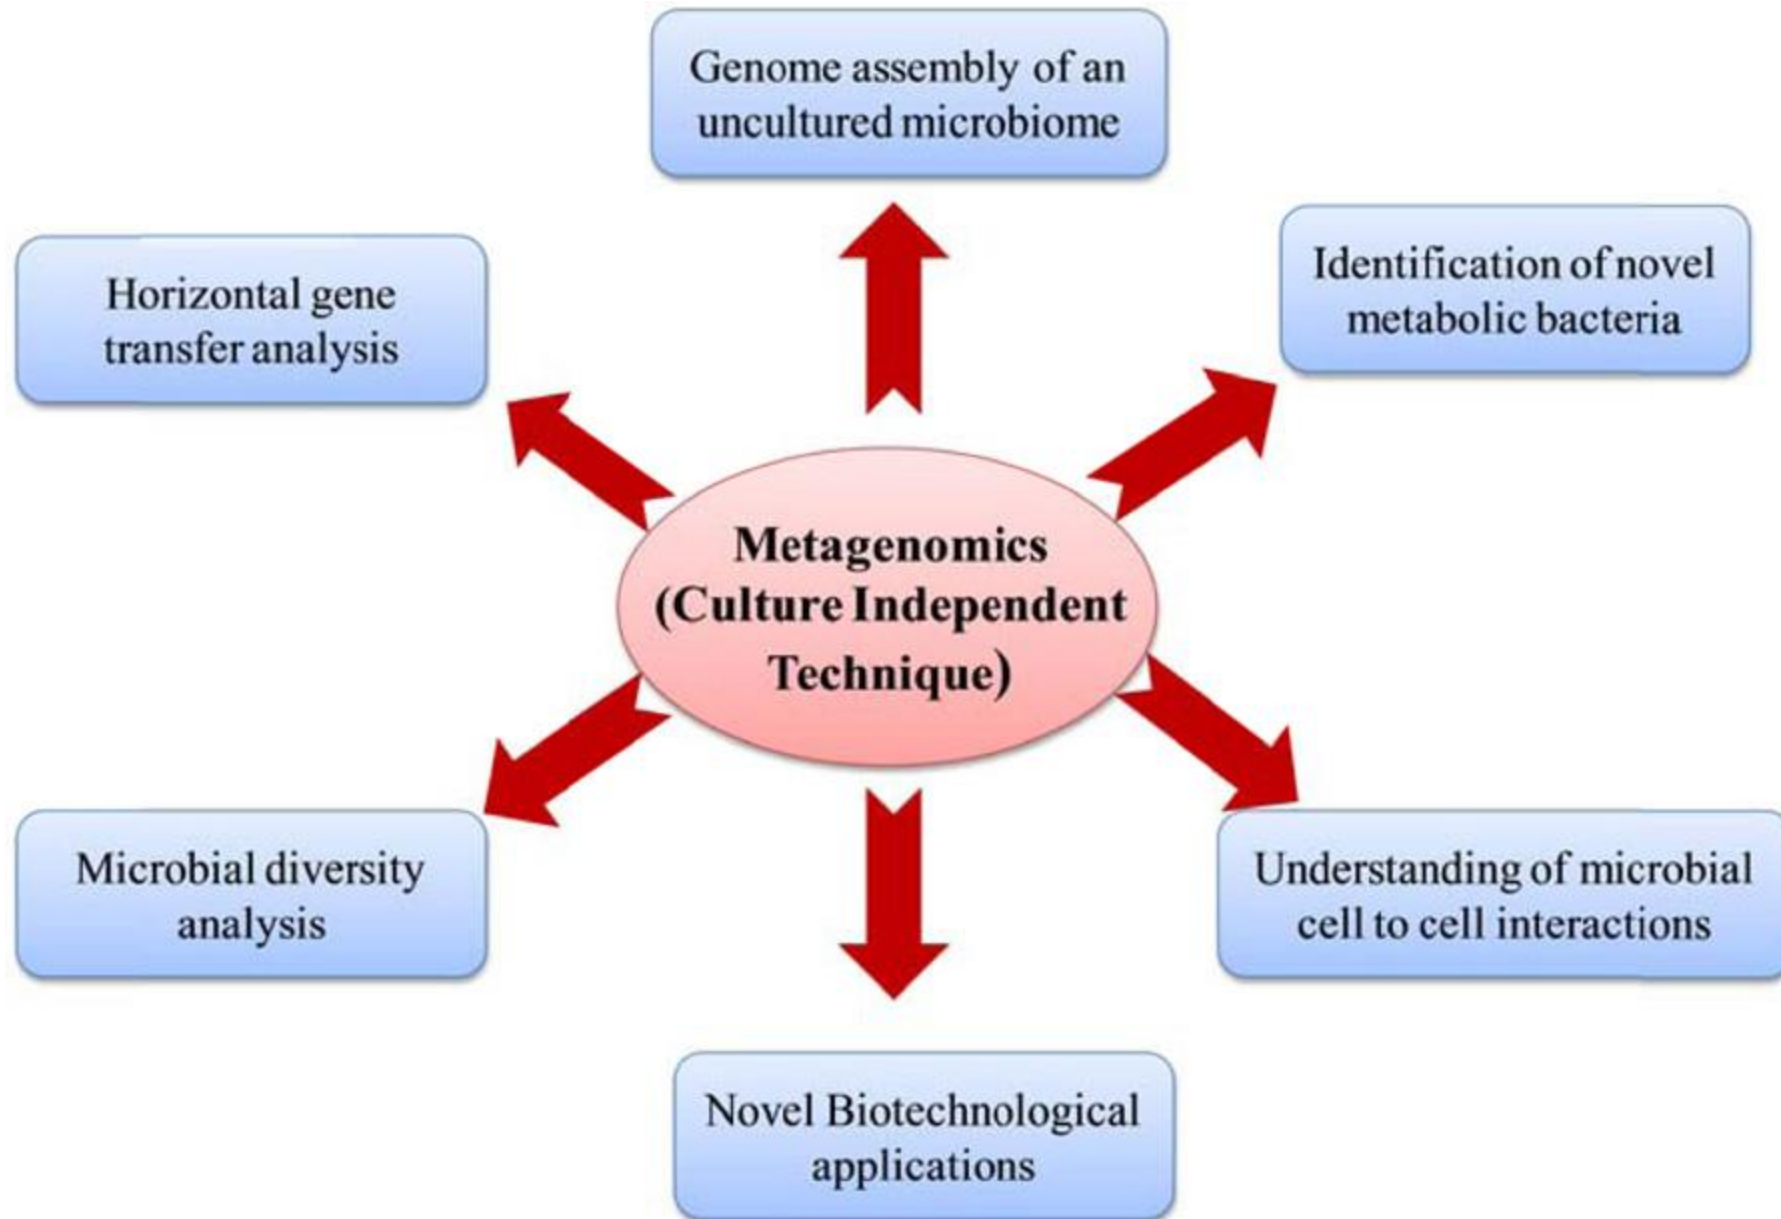 Genome assembly of an
uncultured microbiome
Horizontal gene
transfer analysis
Identification of novel
metabolic bacteria
Metagenomics
(Culture Independent
Technique)
Microbial diversity
analysis
Understanding of microbial
cell to cell interactions
Novel Biotechnological
applications